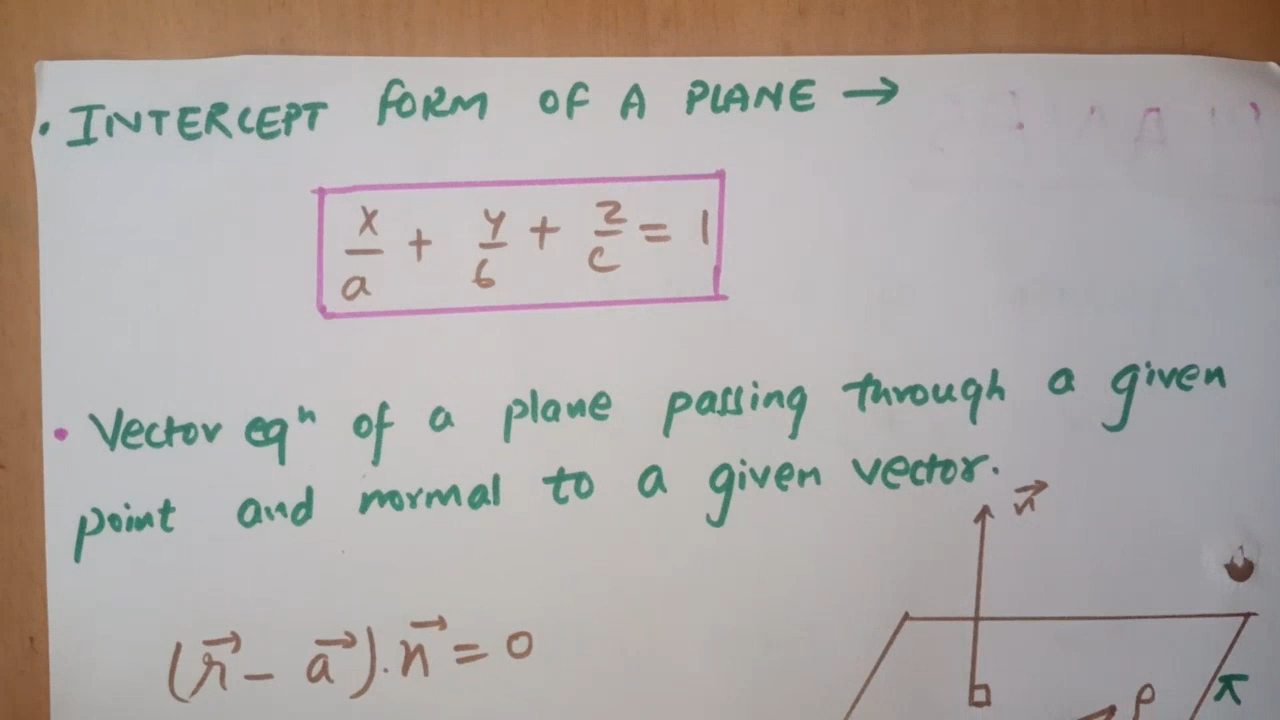 • INTERCEPT FORM OF A PLANE →
x/a + y/b + z/c = 1
• Vector eqⁿ of a plane passing through a given
point and normal to a given vector.
n⃗
(r⃗ - a⃗).n⃗ = 0
P
π